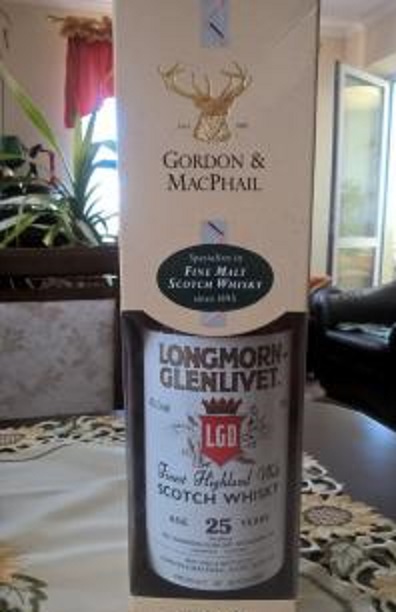 GORDON &
MACPHAIL
Specialists in
FINE MALT
SCOTCH WHISKY
since 1895
LONGMORN-
GLENLIVET
LGD
Finest Highland Malt
SCOTCH WHISKY
AGE 25 YEARS